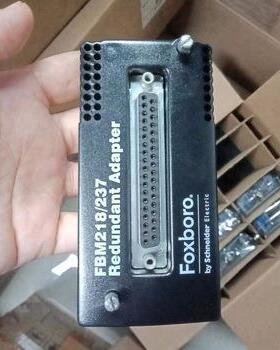 FBM218/237
Redundant Adapter
Foxboro®
by Schneider Electric